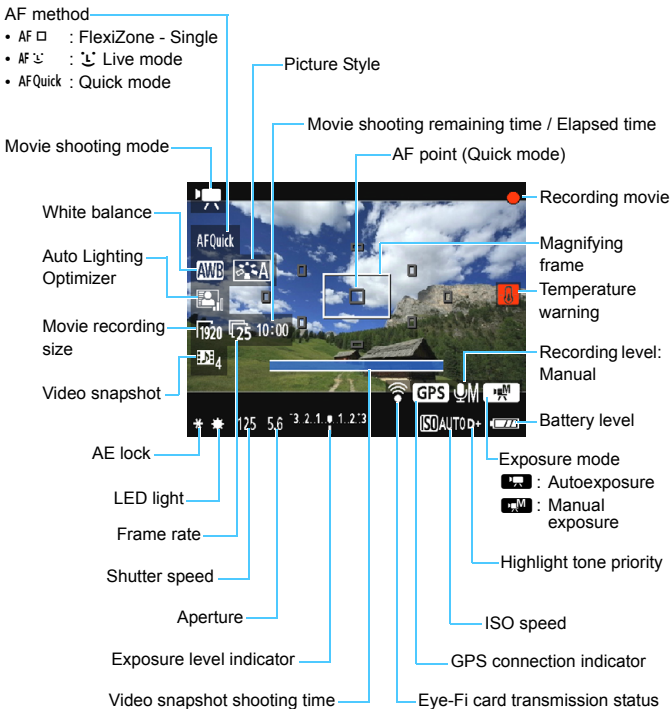 AF method
• AF □ : FlexiZone - Single
• AF : Live mode
• AFQuick : Quick mode
Picture Style
Movie shooting remaining time / Elapsed time
AF point (Quick mode)
Movie shooting mode
Recording movie
White balance
AFQuick
Magnifying
frame
AWB
A
Auto Lighting
Optimizer
Temperature
warning
Movie recording
size
1920
25
10:00
Recording level:
Manual
Video snapshot
4
GPS
M
M
Battery level
125
5.6
-3..2..1..0..1..2.:3
ISO AUTO D+
AE lock
Exposure mode
: Autoexposure
M : Manual
exposure
LED light
Frame rate
Highlight tone priority
Shutter speed
Aperture
ISO speed
Exposure level indicator
GPS connection indicator
Video snapshot shooting time
Eye-Fi card transmission status